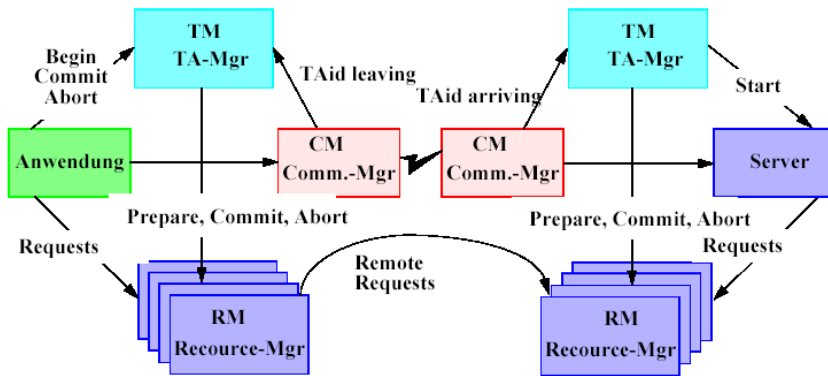 TM
TA-Mgr
TM
TA-Mgr
Begin
Commit
Abort
TAid leaving
TAid arriving
Start
Anwendung
CM
Comm.-Mgr
CM
Comm.-Mgr
Server
Prepare, Commit, Abort
Prepare, Commit, Abort
Requests
Remote
Requests
Requests
RM
Recource-Mgr
RM
Recource-Mgr